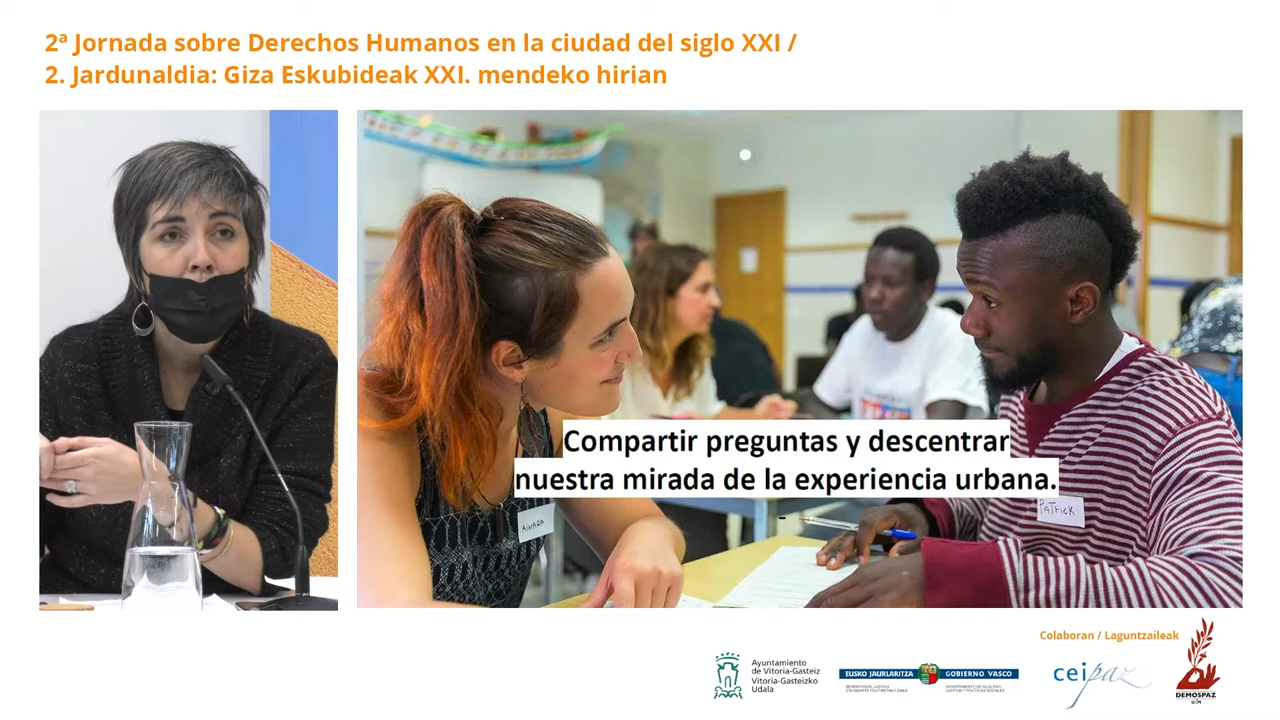 2ª Jornada sobre Derechos Humanos en la ciudad del siglo XXI /
2. Jardunaldia: Giza Eskubideak XXI. mendeko hirian
Compartir preguntas y descentrar
nuestra mirada de la experiencia urbana.
AINARA
PATRICK
Colaboran / Laguntzaileak
Ayuntamiento
de Vitoria-Gasteiz
Vitoria-Gasteizko
Udala
EUSKO JAURLARITZA
GOBIERNO VASCO
ceipaz
DEMOSPAZ